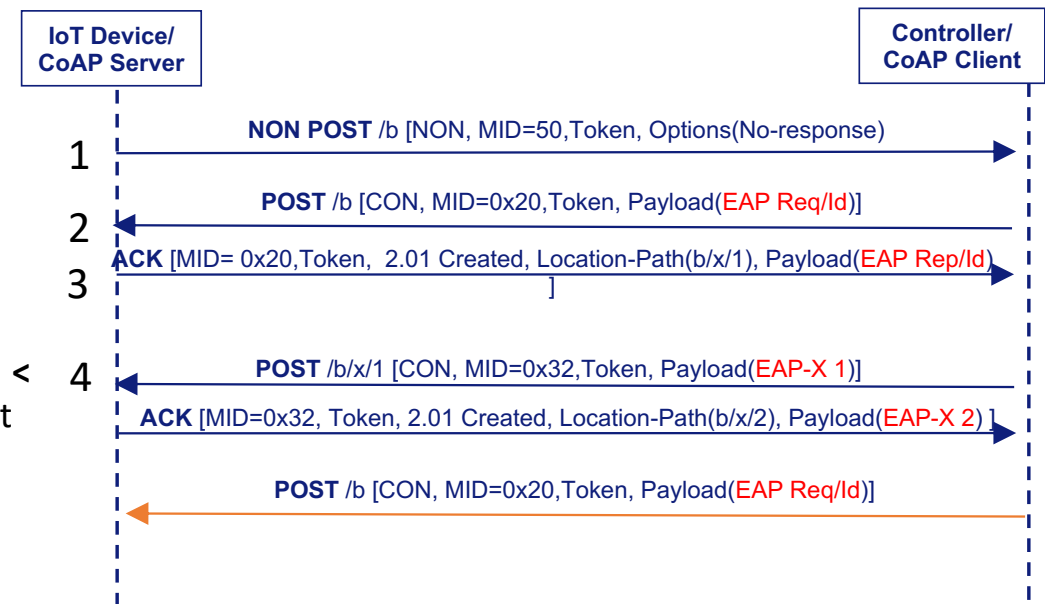 IoT Device/
CoAP Server
Controller/
CoAP Client
NON POST /b [NON, MID=50,Token, Options(No-response)
1
POST /b [CON, MID=0x20,Token, Payload(EAP Req/Id)]
2
ACK [MID= 0x20,Token, 2.01 Created, Location-Path(b/x/1), Payload(EAP Rep/Id)
]
3
POST /b/x/1 [CON, MID=0x32,Token, Payload(EAP-X 1)]
< 4
t
ACK [MID=0x32, Token, 2.01 Created, Location-Path(b/x/2), Payload(EAP-X 2) ]
POST /b [CON, MID=0x20,Token, Payload(EAP Req/Id)]